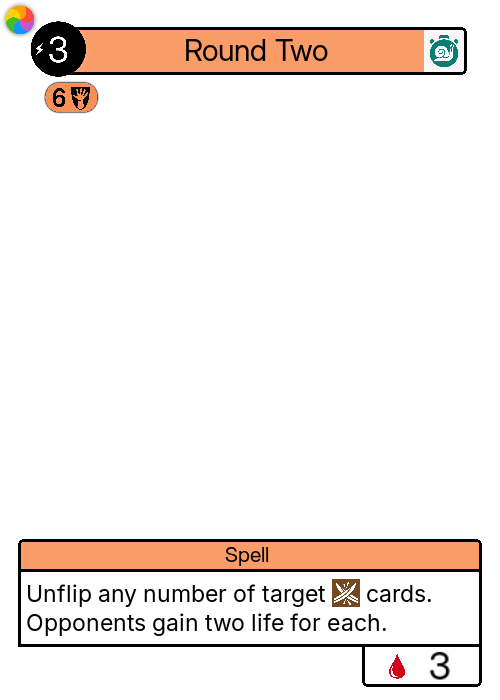 3 Round Two
6
Spell
Unflip any number of target cards.
Opponents gain two life for each.
3